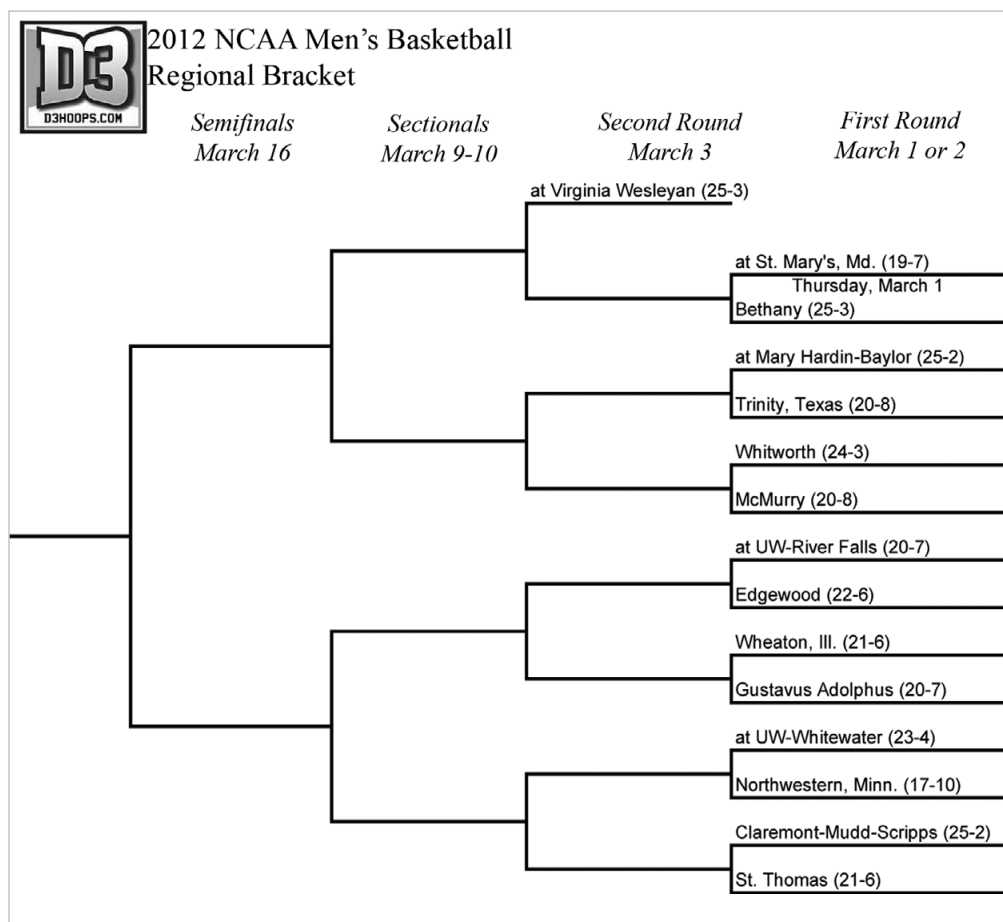 D3
D3HOOPS.COM
2012 NCAA Men's Basketball
Regional Bracket
Semifinals
March 16
Sectionals
March 9-10
Second Round
March 3
First Round
March 1 or 2
at Virginia Wesleyan (25-3)
at St. Mary's, Md. (19-7)
Thursday, March 1
Bethany (25-3)
at Mary Hardin-Baylor (25-2)
Trinity, Texas (20-8)
Whitworth (24-3)
McMurry (20-8)
at UW-River Falls (20-7)
Edgewood (22-6)
Wheaton, Ill. (21-6)
Gustavus Adolphus (20-7)
at UW-Whitewater (23-4)
Northwestern, Minn. (17-10)
Claremont-Mudd-Scripps (25-2)
St. Thomas (21-6)